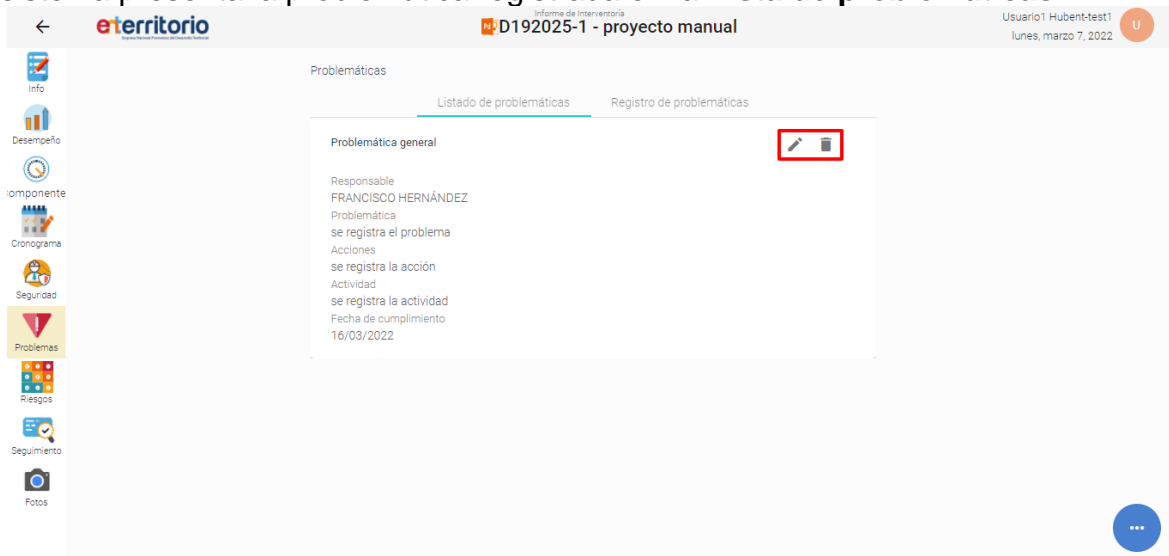 Informe de Interventoría
eterritorio
D192025-1 - proyecto manual
Usuario1 Hubent-test1
lunes, marzo 7, 2022
U
Info
Desempeño
omponente
Cronograma
Seguridad
Problemas
Riesgos
Seguimiento
Fotos
Problemáticas
Listado de problemáticas
Registro de problemáticas
Problemática general
Responsable
FRANCISCO HERNÁNDEZ
Problemática
se registra el problema
Acciones
se registra la acción
Actividad
se registra la actividad
Fecha de cumplimiento
16/03/2022